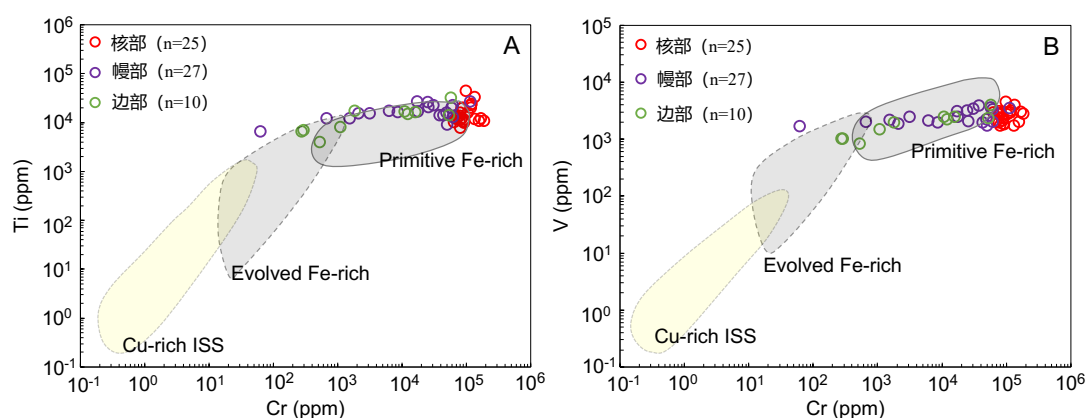 A
核部（n=25）
幔部（n=27）
边部（n=10）
Primitive Fe-rich
Evolved Fe-rich
Cu-rich ISS
Ti (ppm)
10^6
10^5
10^4
10^3
10^2
10^1
10^0
10^-1
10^-1 10^0 10^1 10^2 10^3 10^4 10^5 10^6
Cr (ppm)
B
核部（n=25）
幔部（n=27）
边部（n=10）
Primitive Fe-rich
Evolved Fe-rich
Cu-rich ISS
V (ppm)
10^5
10^4
10^3
10^2
10^1
10^0
10^-1
10^-1 10^0 10^1 10^2 10^3 10^4 10^5 10^6
Cr (ppm)